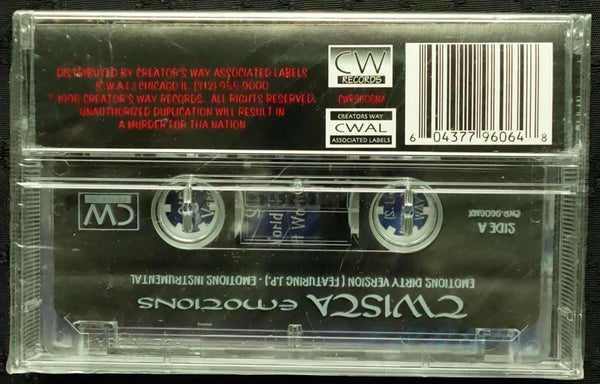 DISTRIBUTED BY CREATOR'S WAY ASSOCIATED LABELS
(C.W.A.L.) CHICAGO IL. (312) 955-9000
© 1996 CREATOR'S WAY RECORDS. ALL RIGHTS RESERVED.
UNAUTHORIZED DUPLICATION WILL RESULT IN
A MURDER FOR THA NATION
CW
RECORDS
CWR9606MX
CREATORS WAY
CWAL
ASSOCIATED LABELS
6 04377 96064 8
CW
SIDE A
CWR-9606MX
World
EMOTIONS DIRTY VERSION (FEATURING J.P.) - EMOTIONS INSTRUMENTAL
TWISTA EMOTIONS